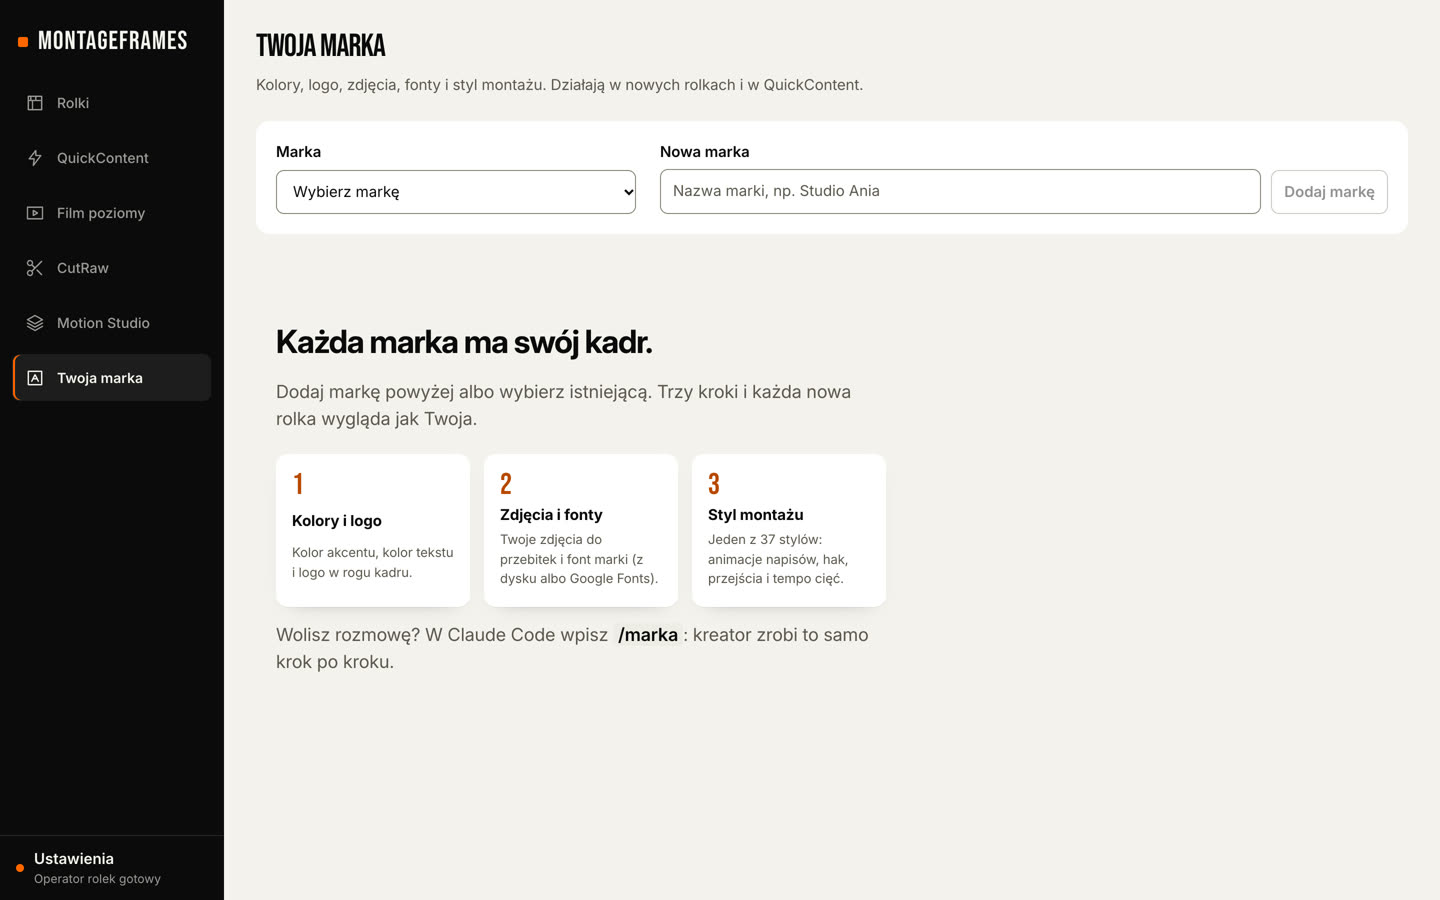 MONTAGEFRAMES
Rolki
QuickContent
Film poziomy
CutRaw
Motion Studio
Twoja marka
Ustawienia
Operator rolek gotowy
TWOJA MARKA
Kolory, logo, zdjęcia, fonty i styl montażu. Działają w nowych rolkach i w QuickContent.
Marka
Wybierz markę
Nowa marka
Nazwa marki, np. Studio Ania
Dodaj markę
Każda marka ma swój kadr.
Dodaj markę powyżej albo wybierz istniejącą. Trzy kroki i każda nowa
rolka wygląda jak Twoja.
1
Kolory i logo
Kolor akcentu, kolor tekstu
i logo w rogu kadru.
2
Zdjęcia i fonty
Twoje zdjęcia do
przebitek i font marki (z
dysku albo Google Fonts).
3
Styl montażu
Jeden z 37 stylów:
animacje napisów, hak,
przejścia i tempo cięć.
Wolisz rozmowę? W Claude Code wpisz /marka : kreator zrobi to samo
krok po kroku.